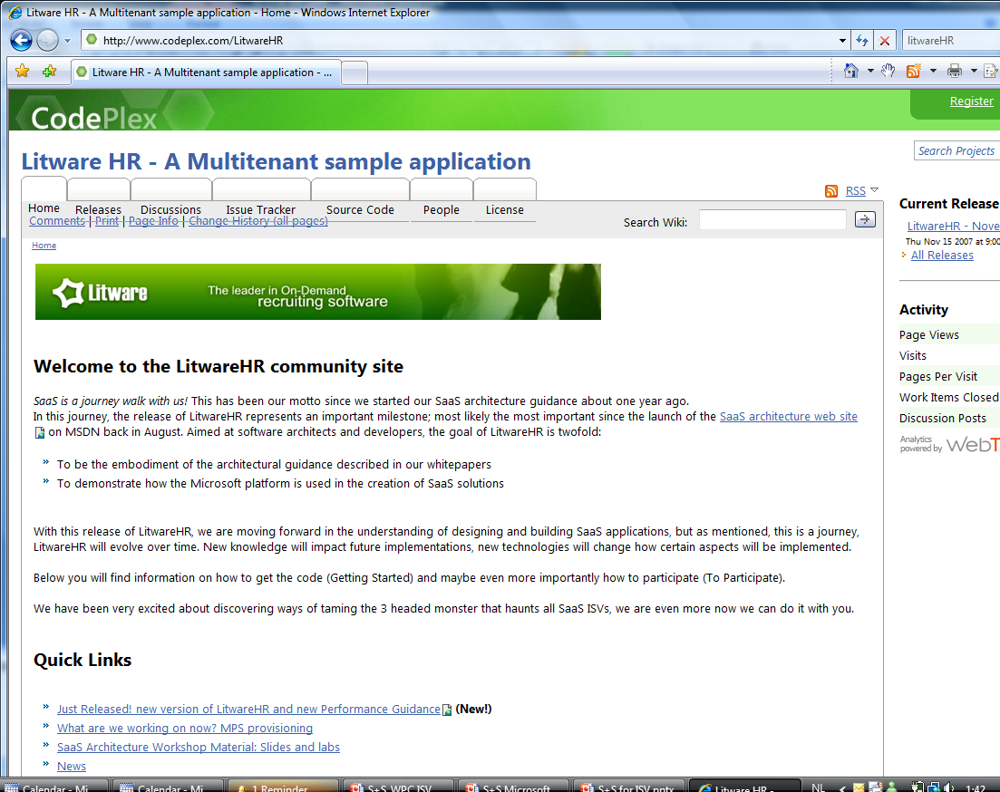 Litware HR - A Multitenant sample application - Home - Windows Internet Explorer
http://www.codeplex.com/LitwareHR
litwareHR
Litware HR - A Multitenant sample application - ...
CodePlex
Register
Litware HR - A Multitenant sample application
Search Projects
RSS
Home Releases Discussions Issue Tracker Source Code People License
Comments | Print | Page Info | Change History (all pages)
Search Wiki:
Home
Litware
The leader in On-Demand
recruiting software
Welcome to the LitwareHR community site
SaaS is a journey walk with us! This has been our motto since we started our SaaS architecture guidance about one year ago.
In this journey, the release of LitwareHR represents an important milestone; most likely the most important since the launch of the SaaS architecture web site
on MSDN back in August. Aimed at software architects and developers, the goal of LitwareHR is twofold:
» To be the embodiment of the architectural guidance described in our whitepapers
» To demonstrate how the Microsoft platform is used in the creation of SaaS solutions
With this release of LitwareHR, we are moving forward in the understanding of designing and building SaaS applications, but as mentioned, this is a journey,
LitwareHR will evolve over time. New knowledge will impact future implementations, new technologies will change how certain aspects will be implemented.
Below you will find information on how to get the code (Getting Started) and maybe even more importantly how to participate (To Participate).
We have been very excited about discovering ways of taming the 3 headed monster that haunts all SaaS ISVs, we are even more now we can do it with you.
Quick Links
» Just Released! new version of LitwareHR and new Performance Guidance (New!)
» What are we working on now? MPS provisioning
» SaaS Architecture Workshop Material: Slides and labs
» News
Current Release
LitwareHR - Nove
Thu Nov 15 2007 at 9:00
All Releases
Activity
Page Views
Visits
Pages Per Visit
Work Items Closed
Discussion Posts
Analytics
powered by WebT
Calendar - Mi... Calendar - Mi... 1 Reminder S+S WPC ISV... S+S Microsoft... S+S for ISV.pptx... Litware HR - ... NL 1:42